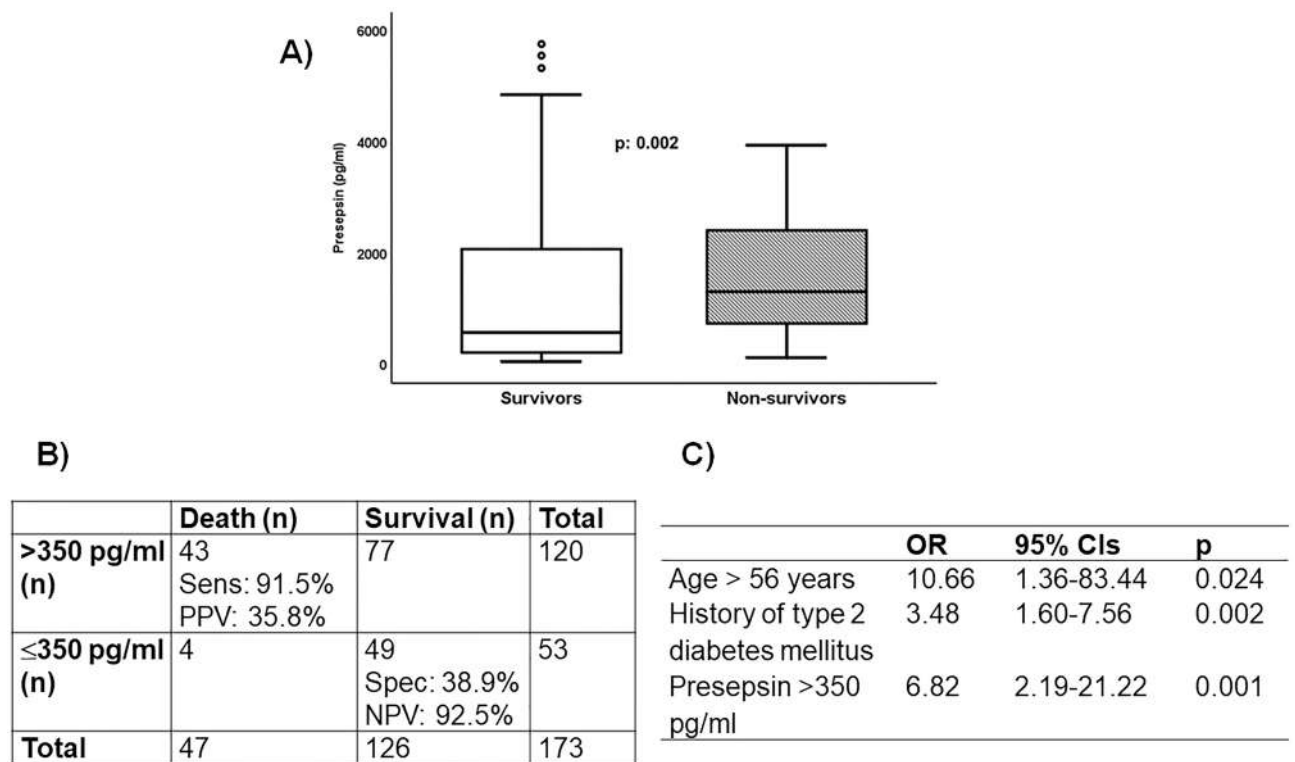 A)
6000
4000
2000
0
Presepsin (pg/ml)
p: 0.002
Survivors Non-survivors
B)
Death (n) Survival (n) Total
>350 pg/ml 43 77 120
(n) Sens: 91.5%
PPV: 35.8%
≤350 pg/ml 4 49 53
(n) Spec: 38.9%
NPV: 92.5%
Total 47 126 173
C)
OR 95% CIs p
Age > 56 years 10.66 1.36-83.44 0.024
History of type 2 3.48 1.60-7.56 0.002
diabetes mellitus
Presepsin >350 6.82 2.19-21.22 0.001
pg/ml